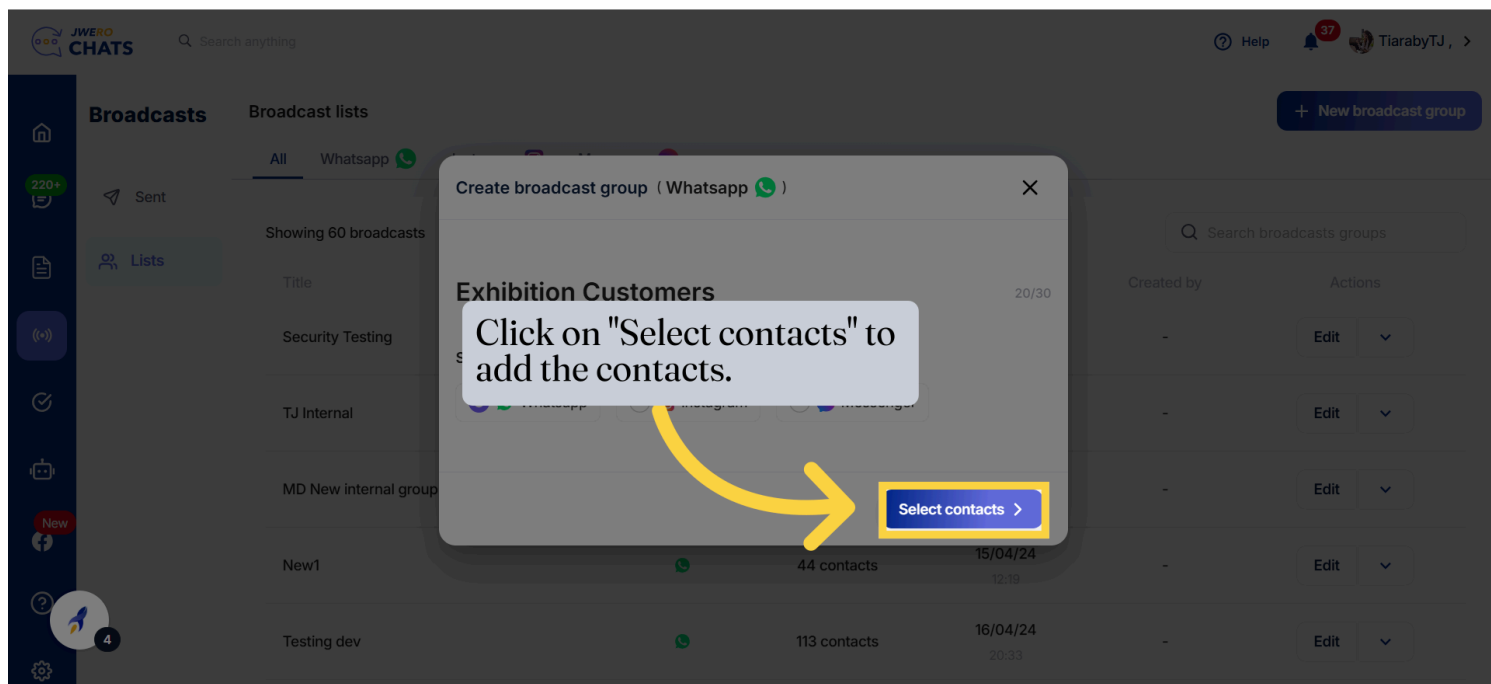 JWERO
CHATS
Search anything
Help
37
TiarabyTJ ,
Broadcasts
Broadcast lists
+ New broadcast group
All
Whatsapp
220+
Sent
Create broadcast group ( Whatsapp )
Showing 60 broadcasts
Search broadcasts groups
Lists
Title
Created by
Actions
Exhibition Customers
20/30
Click on "Select contacts" to
add the contacts.
Security Testing
-
Edit
Whatsapp
Instagram
Messenger
TJ Internal
-
Edit
MD New internal group
-
Edit
Select contacts
New
New1
44 contacts
15/04/24
12:19
-
Edit
4
Testing dev
113 contacts
16/04/24
20:33
-
Edit